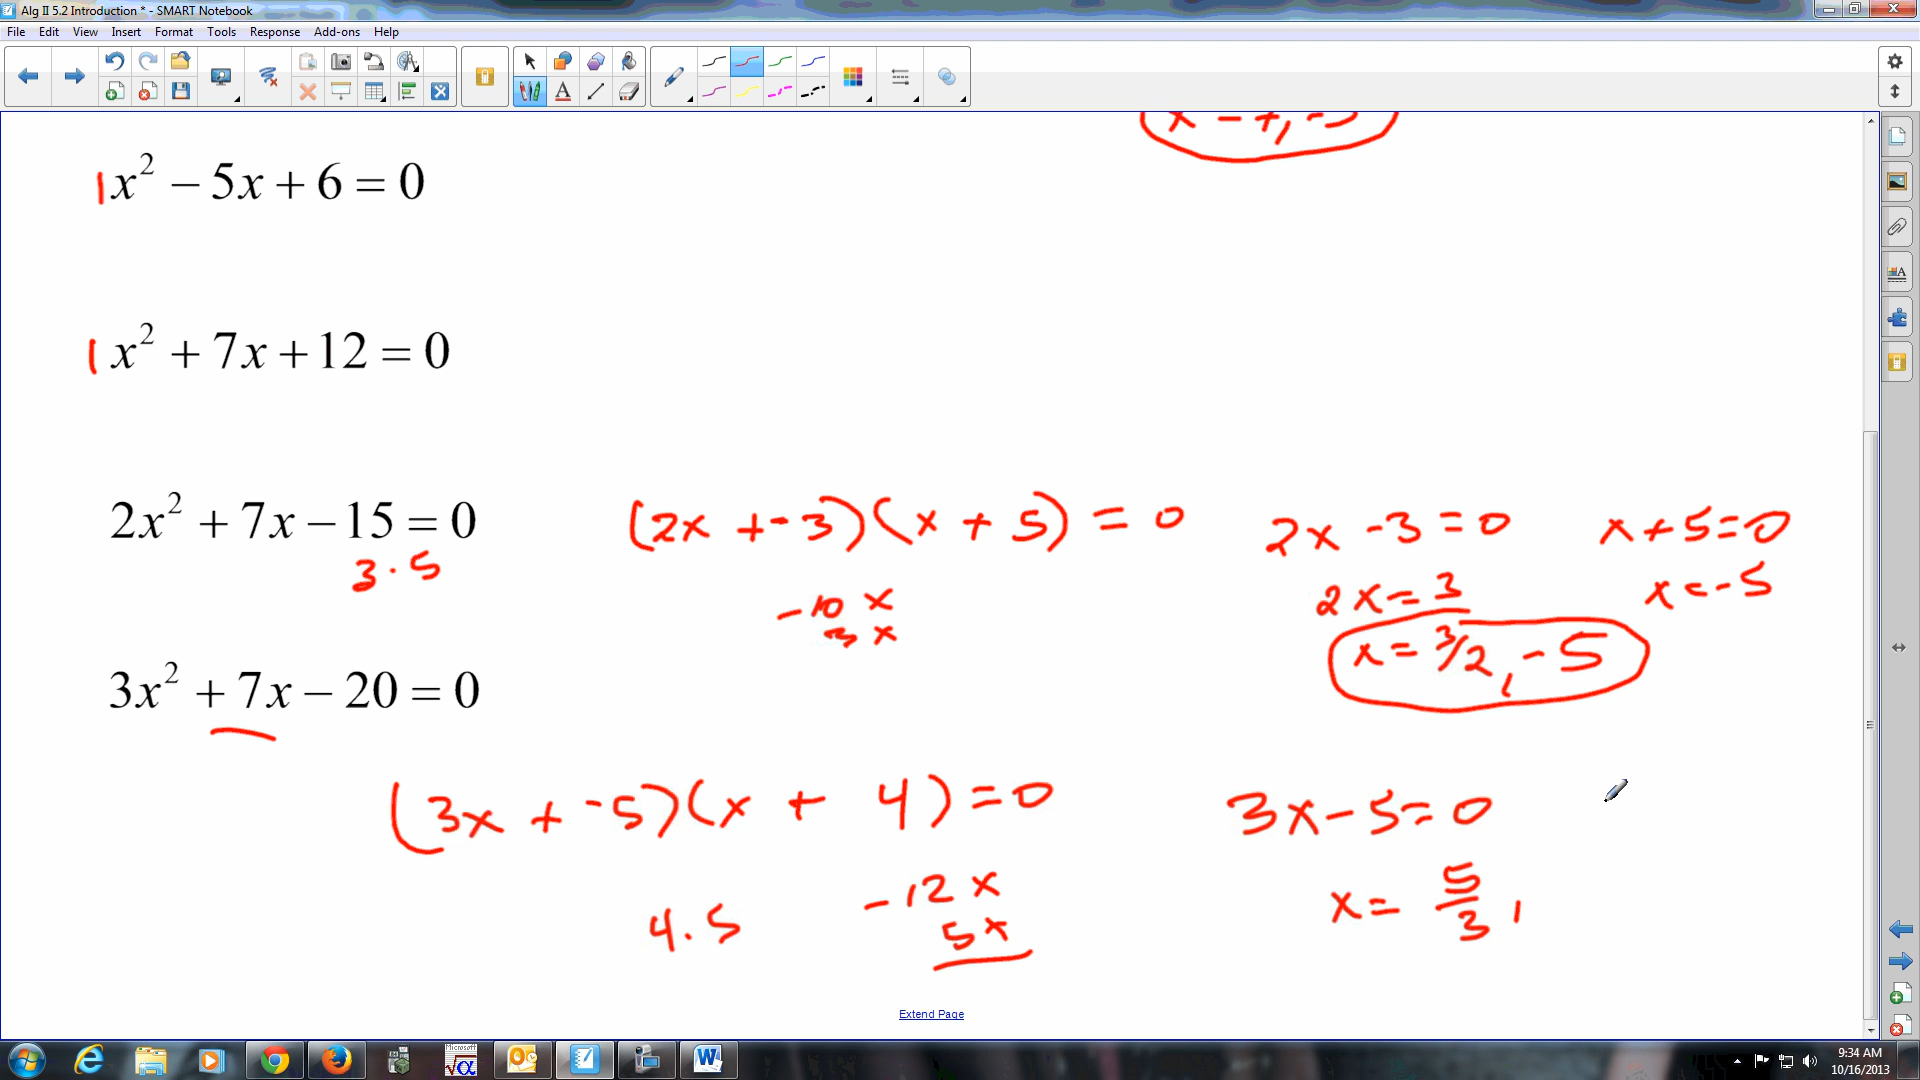 Alg II 5.2 Introduction * - SMART Notebook
File Edit View Insert Format Tools Response Add-ons Help
1x² − 5x + 6 = 0
1x² + 7x + 12 = 0
2x² + 7x − 15 = 0
3 · 5
(2x + -3)(x + 5) = 0
-10x
3x
2x - 3 = 0
2x = 3
x + 5 = 0
x = -5
x = 3/2, -5
3x² + 7x − 20 = 0
(3x + -5)(x + 4) = 0
4 · 5
-12x
5x
3x - 5 = 0
x = 5/3,
Extend Page
9:34 AM
10/16/2013